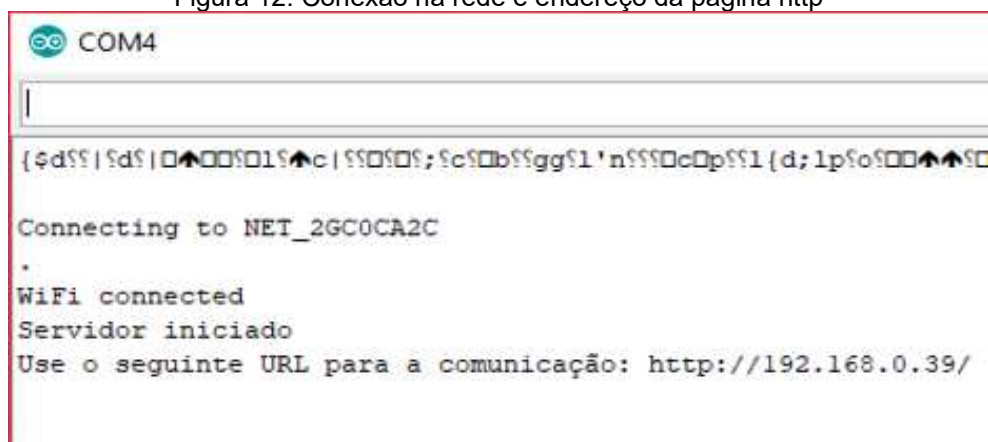 Figura 12: Conexão na rede e endereço da página http
COM4
Connecting to NET_2GC0CA2C
.
WiFi connected
Servidor iniciado
Use o seguinte URL para a comunicação: http://192.168.0.39/